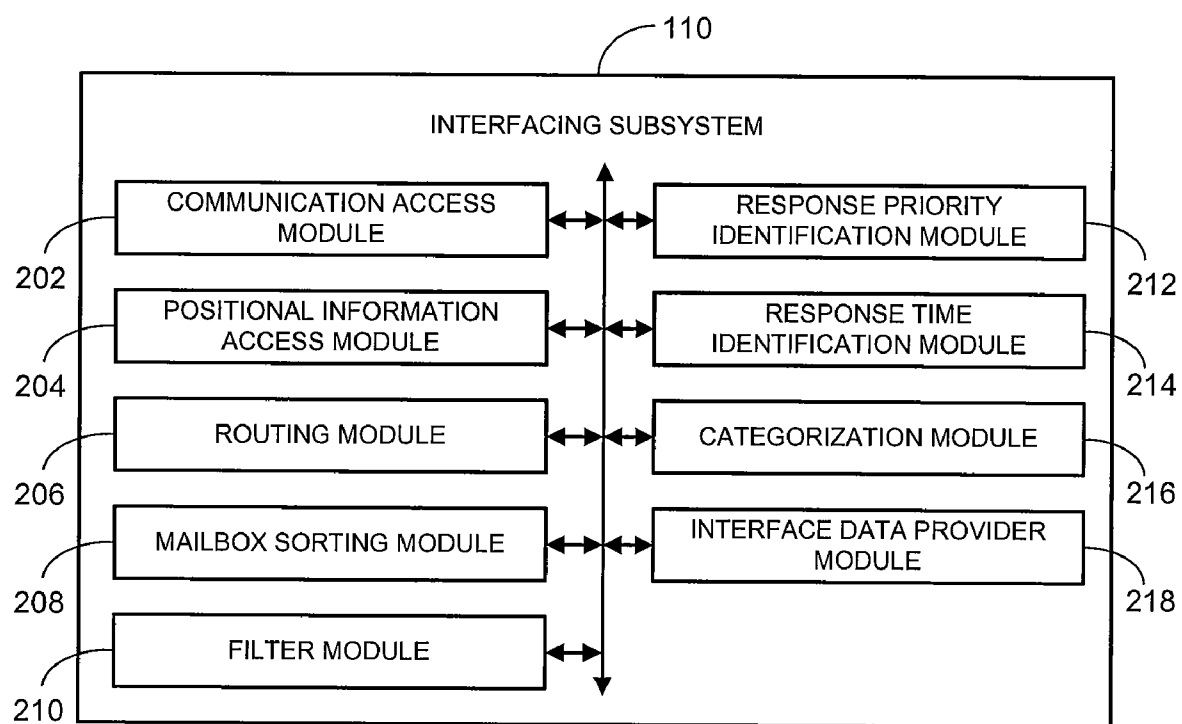 110
INTERFACING SUBSYSTEM
COMMUNICATION ACCESS
MODULE
202
RESPONSE PRIORITY
IDENTIFICATION MODULE
212
POSITIONAL INFORMATION
ACCESS MODULE
204
RESPONSE TIME
IDENTIFICATION MODULE
214
ROUTING MODULE
206
CATEGORIZATION MODULE
216
MAILBOX SORTING MODULE
208
INTERFACE DATA PROVIDER
MODULE
218
FILTER MODULE
210